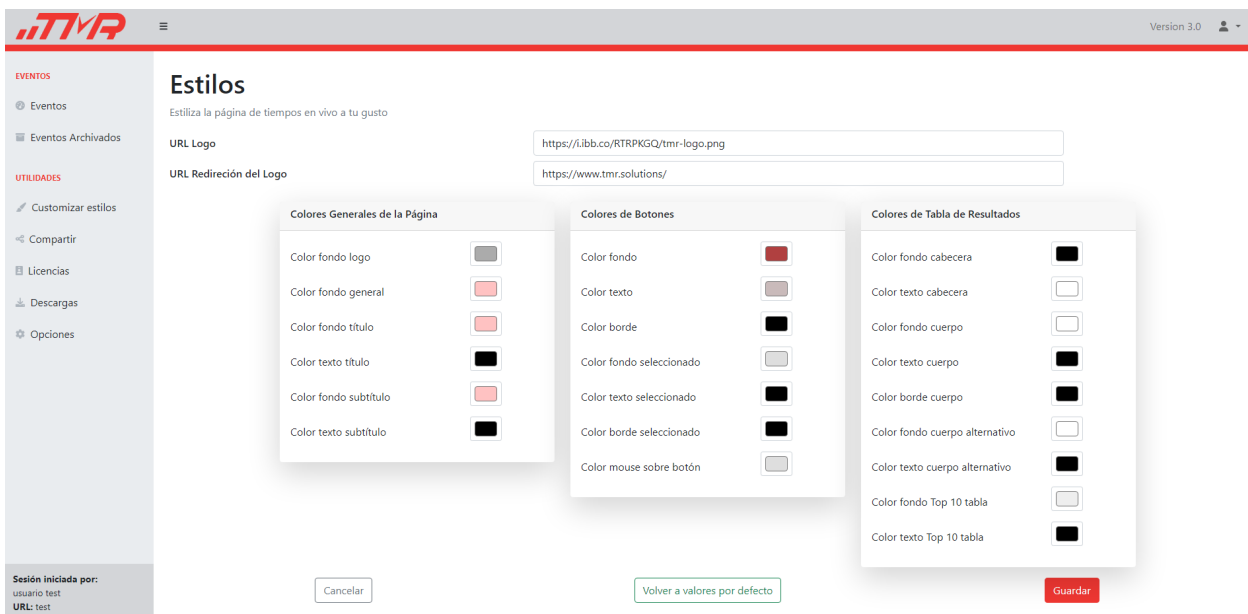 TMR
Version 3.0
EVENTOS
Eventos
Eventos Archivados
UTILIDADES
Customizar estilos
Compartir
Licencias
Descargas
Opciones
Sesión iniciada por:
usuario test
URL: test
Estilos
Estiliza la página de tiempos en vivo a tu gusto
URL Logo
https://i.ibb.co/RTRPKGQ/tmr-logo.png
URL Redireción del Logo
https://www.tmr.solutions/
Colores Generales de la Página
Color fondo logo
Color fondo general
Color fondo título
Color texto título
Color fondo subtítulo
Color texto subtítulo
Colores de Botones
Color fondo
Color texto
Color borde
Color fondo seleccionado
Color texto seleccionado
Color borde seleccionado
Color mouse sobre botón
Colores de Tabla de Resultados
Color fondo cabecera
Color texto cabecera
Color fondo cuerpo
Color texto cuerpo
Color borde cuerpo
Color fondo cuerpo alternativo
Color texto cuerpo alternativo
Color fondo Top 10 tabla
Color texto Top 10 tabla
Cancelar
Volver a valores por defecto
Guardar